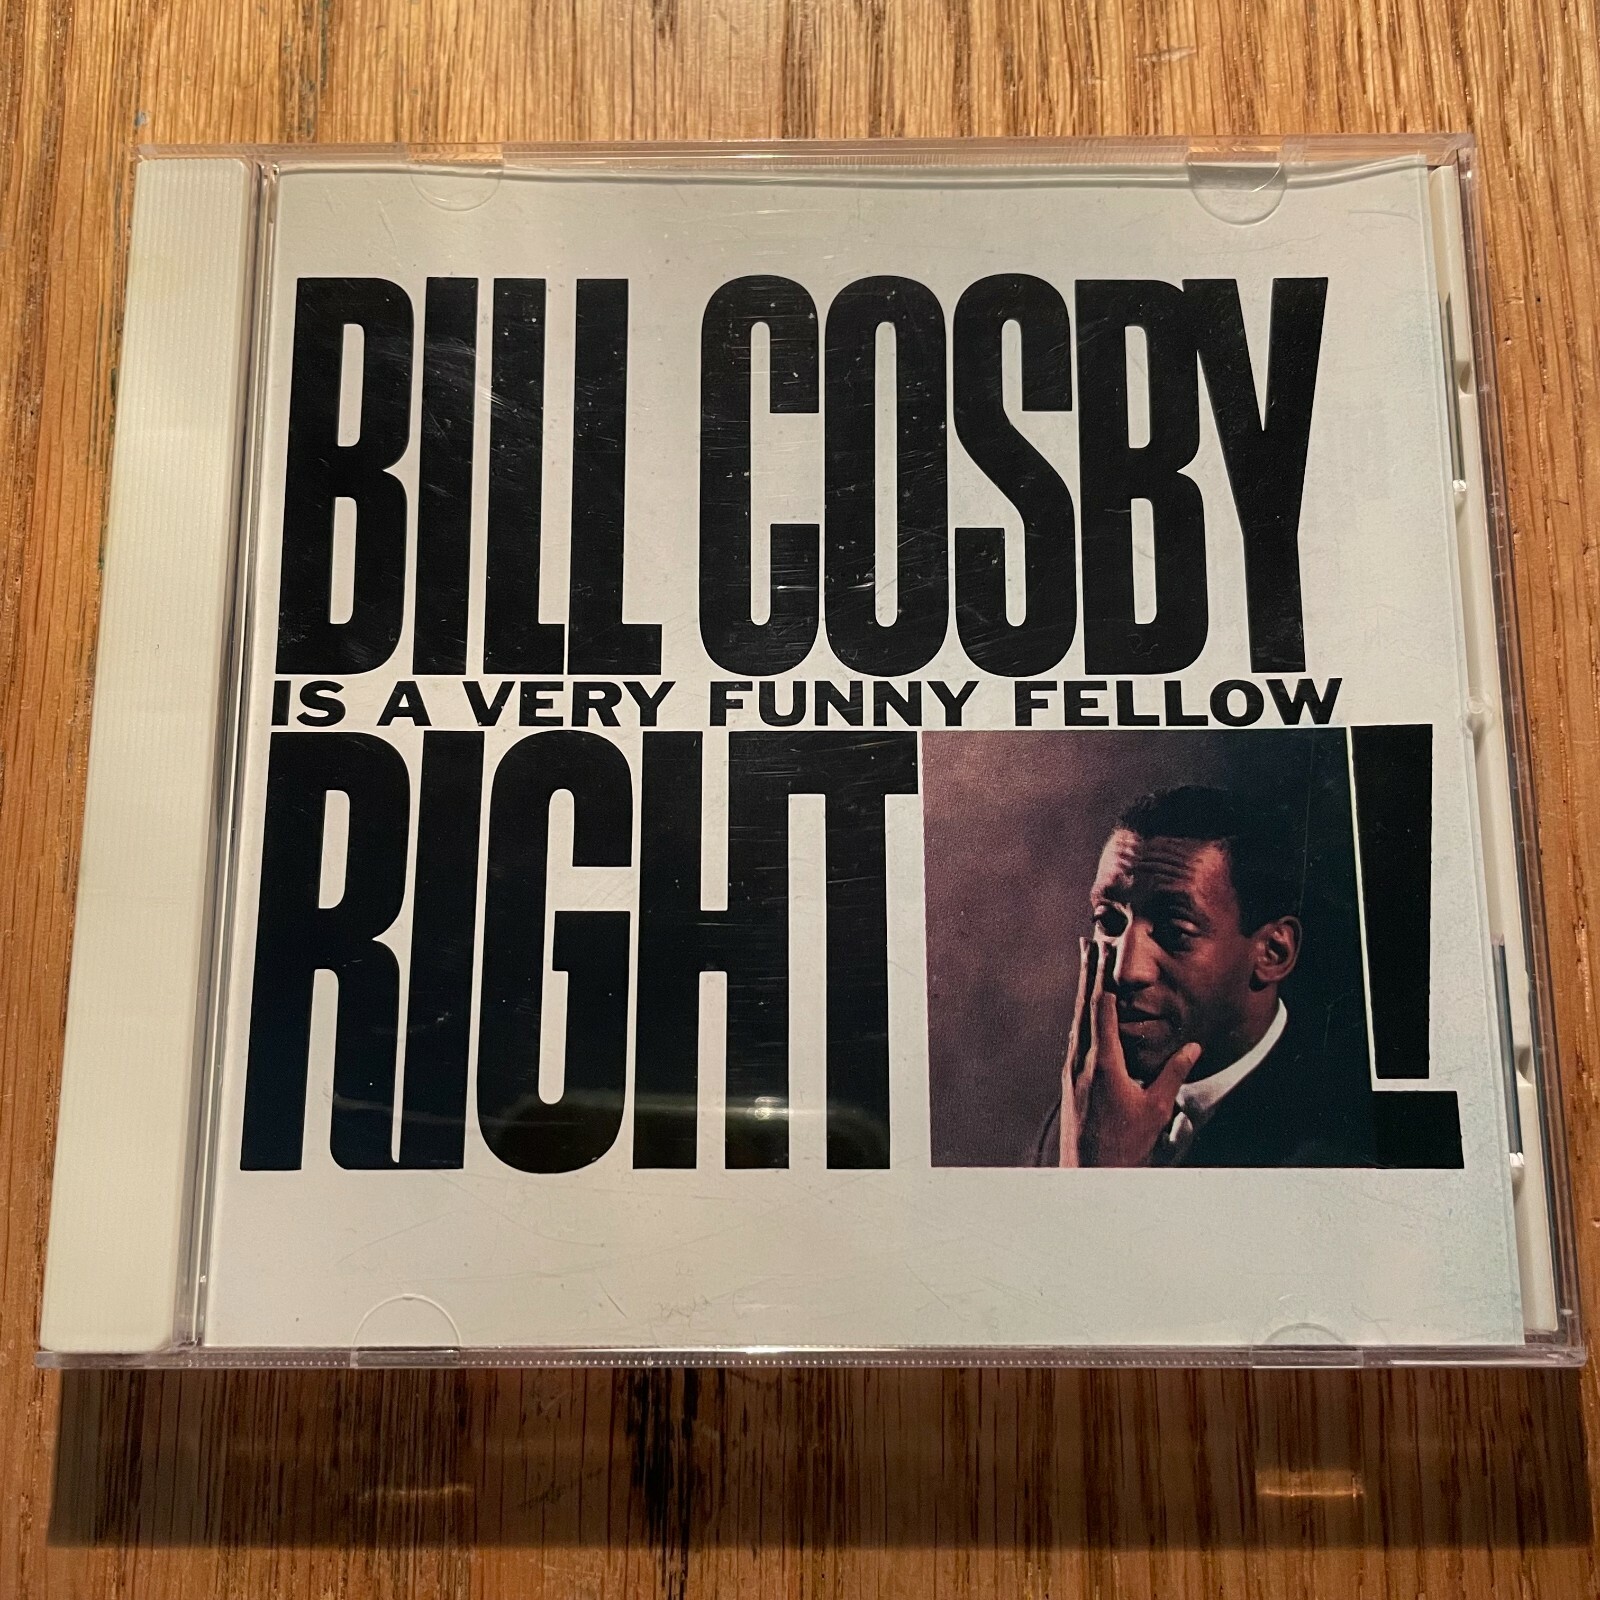 BILL COSBY
IS A VERY FUNNY FELLOW
RIGHT!